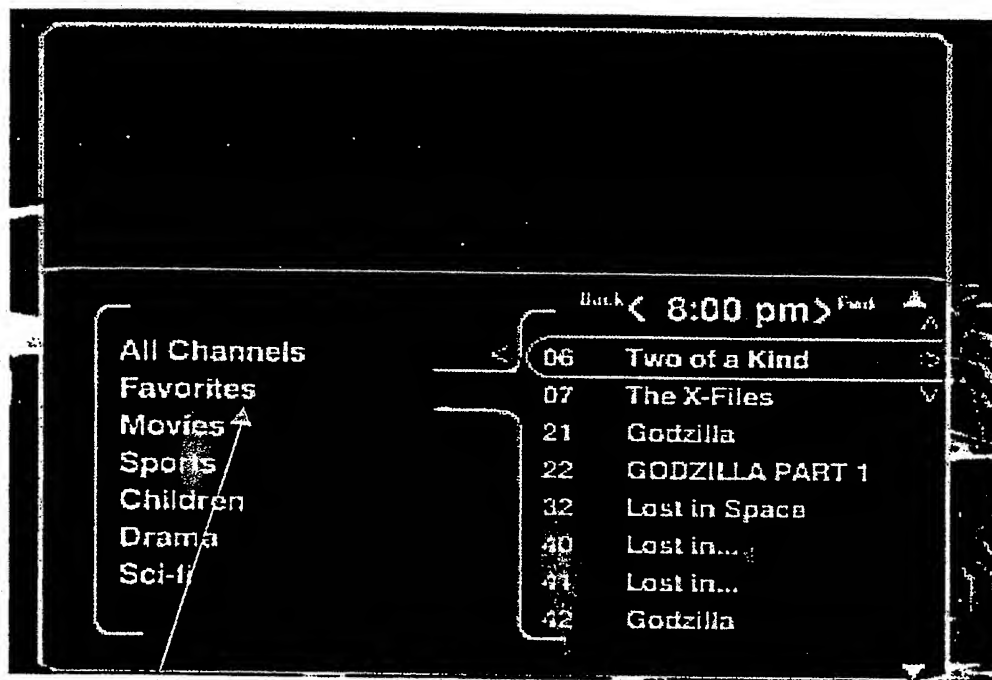 Back < 8:00 pm > Fwd
All Channels
Favorites
Movies
Sports
Children
Drama
Sci-fi
06 Two of a Kind
07 The X-Files
21 Godzilla
22 GODZILLA PART 1
32 Lost in Space
40 Lost in...
41 Lost in...
42 Godzilla